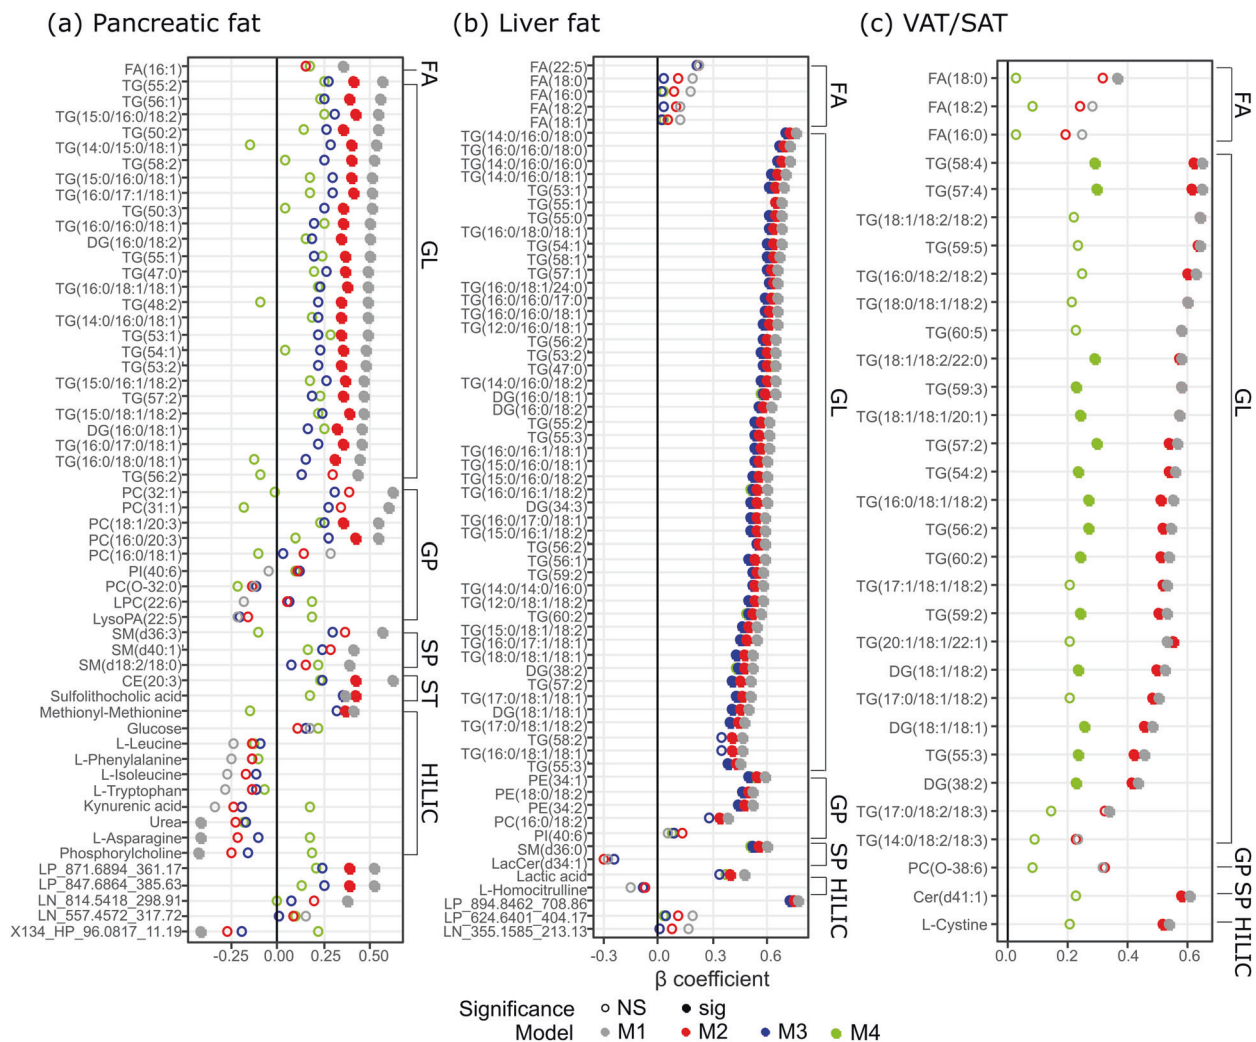 (a) Pancreatic fat
FA(16:1)
TG(55:2)
TG(56:1)
TG(15:0/16:0/18:2)
TG(50:2)
TG(14:0/15:0/18:1)
TG(58:2)
TG(15:0/16:0/18:1)
TG(16:0/17:1/18:1)
TG(50:3)
TG(16:0/16:0/18:1)
DG(16:0/18:2)
TG(55:1)
TG(47:0)
TG(16:0/18:1/18:1)
TG(48:2)
TG(14:0/16:0/18:1)
TG(53:1)
TG(54:1)
TG(53:2)
TG(15:0/16:1/18:2)
TG(57:2)
TG(15:0/18:1/18:2)
DG(16:0/18:1)
TG(16:0/17:0/18:1)
TG(16:0/18:0/18:1)
TG(56:2)
PC(32:1)
PC(31:1)
PC(18:1/20:3)
PC(16:0/20:3)
PC(16:0/18:1)
PI(40:6)
PC(O-32:0)
LPC(22:6)
LysoPA(22:5)
SM(d36:3)
SM(d40:1)
SM(d18:2/18:0)
CE(20:3)
Sulfolithocholic acid
Methionyl-Methionine
Glucose
L-Leucine
L-Phenylalanine
L-Isoleucine
L-Tryptophan
Kynurenic acid
Urea
L-Asparagine
Phosphorylcholine
LP_871.6894_361.17
LP_847.6864_385.63
LN_814.5418_298.91
LN_557.4572_317.72
X134_HP_96.0817_11.19
-0.25 0.00 0.25 0.50
FA
GL
GP
SP
ST
HILIC
(b) Liver fat
FA(22:5)
FA(18:0)
FA(16:0)
FA(18:2)
FA(18:1)
TG(14:0/16:0/18:0)
TG(16:0/16:0/18:0)
TG(14:0/16:0/16:0)
TG(14:0/16:0/18:1)
TG(53:1)
TG(55:1)
TG(55:0)
TG(16:0/18:0/18:1)
TG(54:1)
TG(58:1)
TG(57:1)
TG(16:0/18:1/24:0)
TG(16:0/16:0/17:0)
TG(16:0/16:0/18:1)
TG(12:0/16:0/18:1)
TG(56:2)
TG(53:2)
TG(47:0)
TG(14:0/16:0/18:2)
DG(16:0/18:1)
DG(16:0/18:2)
TG(55:2)
TG(55:3)
TG(16:0/16:1/18:1)
TG(15:0/16:0/18:1)
TG(15:0/16:0/18:2)
TG(16:0/16:1/18:2)
DG(34:3)
TG(16:0/17:0/18:1)
TG(15:0/16:1/18:2)
TG(56:2)
TG(56:1)
TG(59:2)
TG(14:0/14:0/16:0)
TG(12:0/18:1/18:2)
TG(60:2)
TG(15:0/18:1/18:2)
TG(16:0/17:1/18:1)
TG(18:0/18:1/18:1)
DG(38:2)
TG(57:2)
TG(17:0/18:1/18:1)
DG(18:1/18:1)
TG(17:0/18:1/18:2)
TG(58:2)
TG(16:0/18:1/18:1)
TG(55:3)
PE(34:1)
PE(18:0/18:2)
PE(34:2)
PC(16:0/18:2)
PI(40:6)
SM(d36:0)
LacCer(d34:1)
Lactic acid
L-Homocitrulline
LP_894.8462_708.86
LP_624.6401_404.17
LN_355.1585_213.13
-0.3 0.0 0.3 0.6
β coefficient
FA
GL
GP
SP
HILIC
(c) VAT/SAT
FA(18:0)
FA(18:2)
FA(16:0)
TG(58:4)
TG(57:4)
TG(18:1/18:2/18:2)
TG(59:5)
TG(16:0/18:2/18:2)
TG(18:0/18:1/18:2)
TG(60:5)
TG(18:1/18:2/22:0)
TG(59:3)
TG(18:1/18:1/20:1)
TG(57:2)
TG(54:2)
TG(16:0/18:1/18:2)
TG(56:2)
TG(60:2)
TG(17:1/18:1/18:2)
TG(59:2)
TG(20:1/18:1/22:1)
DG(18:1/18:2)
TG(17:0/18:1/18:2)
DG(18:1/18:1)
TG(55:3)
DG(38:2)
TG(17:0/18:2/18:3)
TG(14:0/18:2/18:3)
PC(O-38:6)
Cer(d41:1)
L-Cystine
0.0 0.2 0.4 0.6
FA
GL
GP
SP
HILIC
Significance NS sig
Model M1 M2 M3 M4